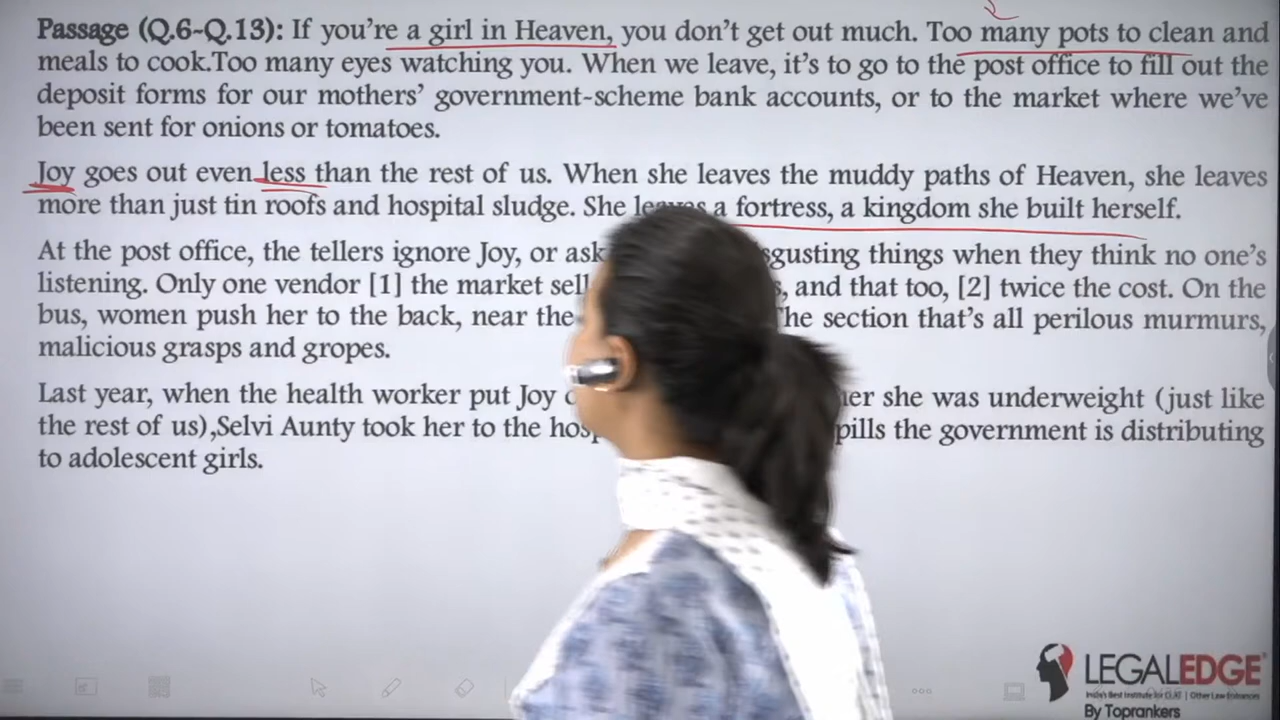 Passage (Q.6-Q.13): If you're a girl in Heaven, you don't get out much. Too many pots to clean and
meals to cook.Too many eyes watching you. When we leave, it's to go to the post office to fill out the
deposit forms for our mothers' government-scheme bank accounts, or to the market where we've
been sent for onions or tomatoes.
Joy goes out even less than the rest of us. When she leaves the muddy paths of Heaven, she leaves
more than just tin roofs and hospital sludge. She leaves a fortress, a kingdom she built herself.
At the post office, the tellers ignore Joy, or ask things when they think no one's
listening. Only one vendor [1] the market and that too, [2] twice the cost. On the
bus, women push her to the back, near the The section that's all perilous murmurs,
malicious grasps and gropes.
Last year, when the health worker put Joy she was underweight (just like
the rest of us),Selvi Aunty took her to the pills the government is distributing
to adolescent girls.
LEGALEDGE
India's Best Institute for CLAT | Other Law Entrances
By Toprankers